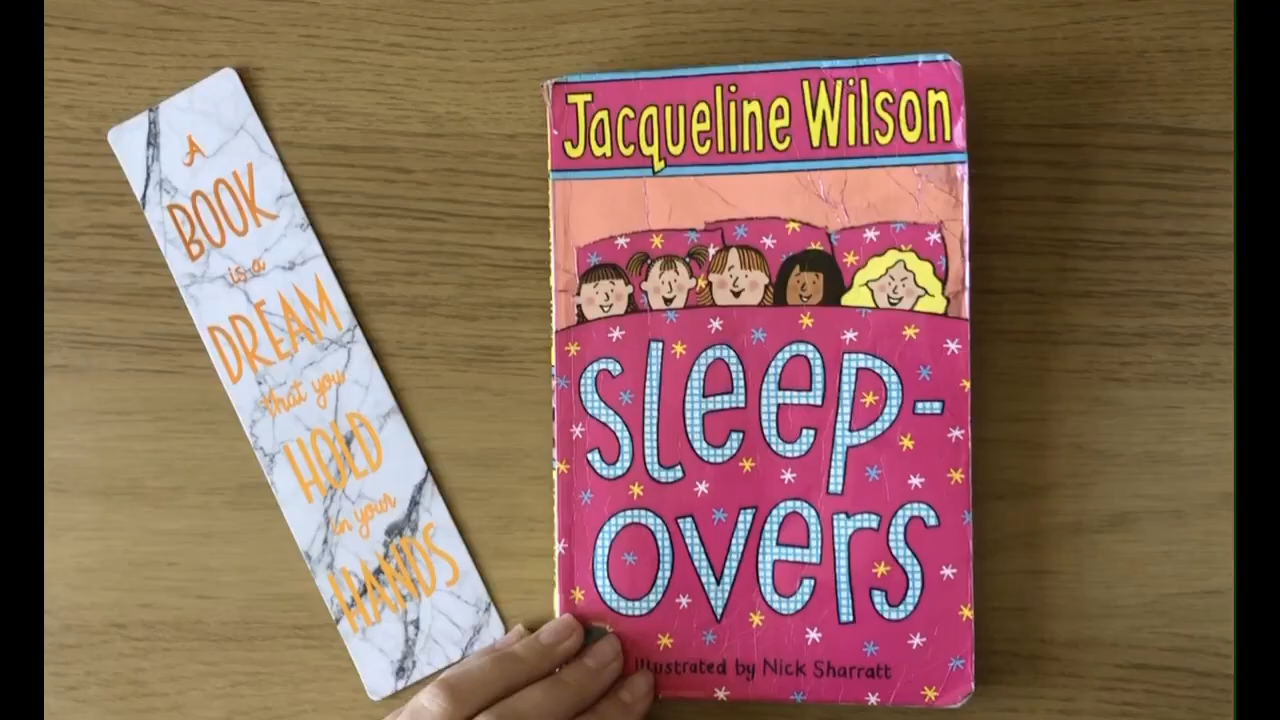 A
BOOK
is a
DREAM
that you
HOLD
in your
HANDS
Jacqueline Wilson
sleep-
overs
illustrated by Nick Sharratt